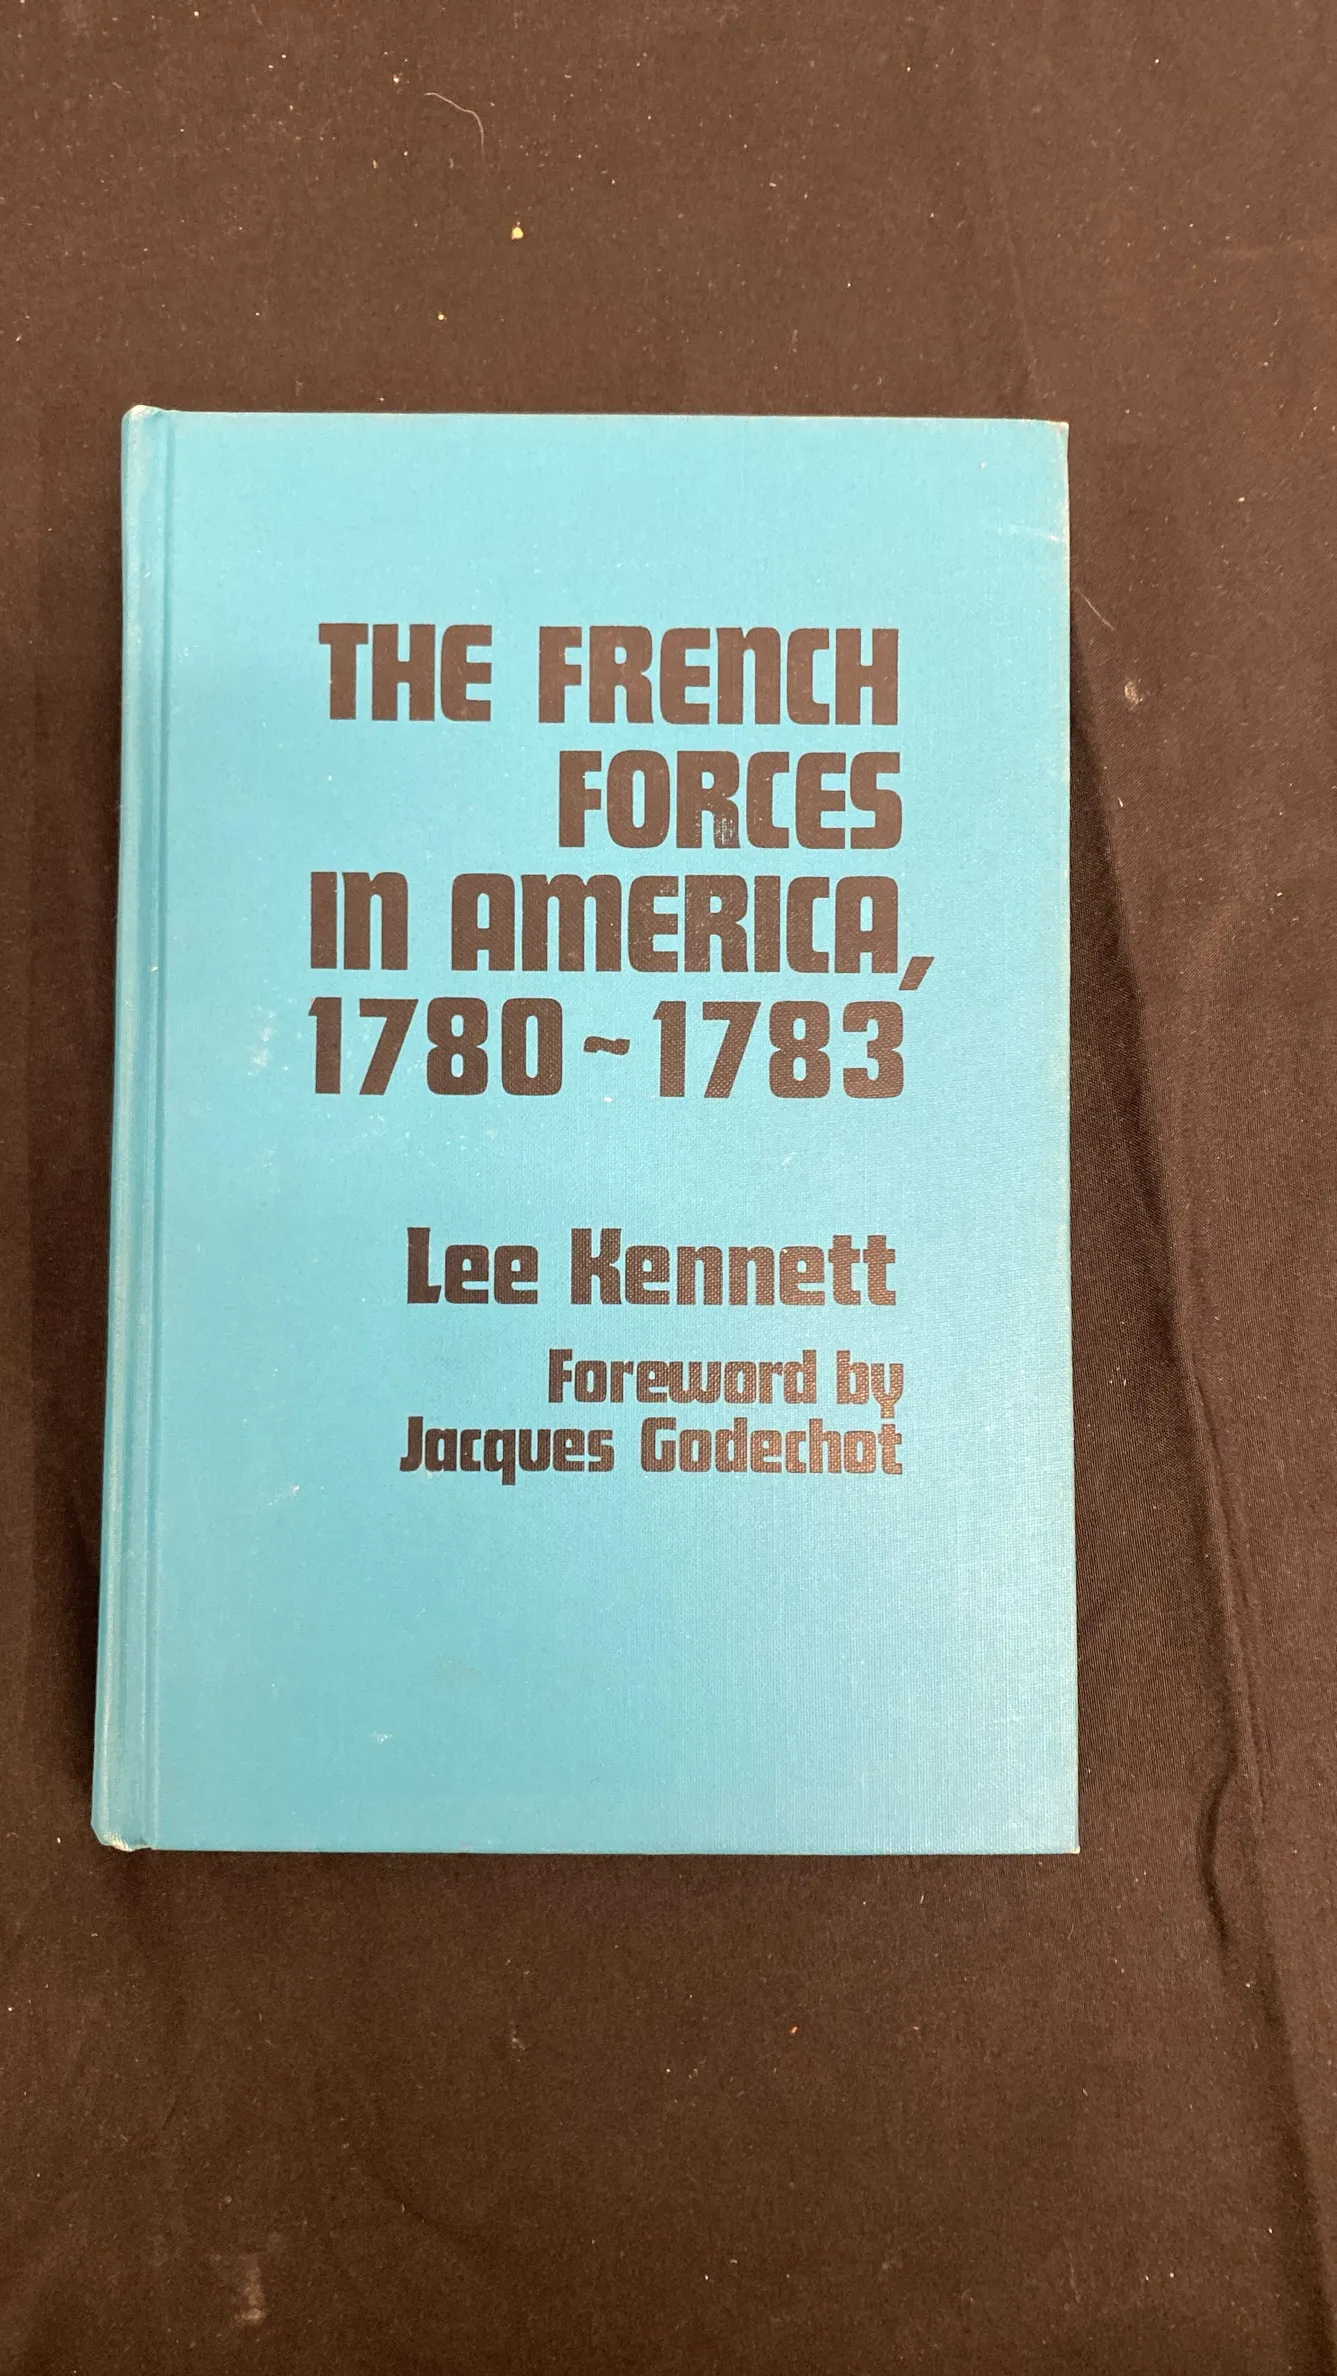 THE FRENCH
FORCES
IN AMERICA,
1780~1783
Lee Kennett
Foreword by
Jacques Godechot